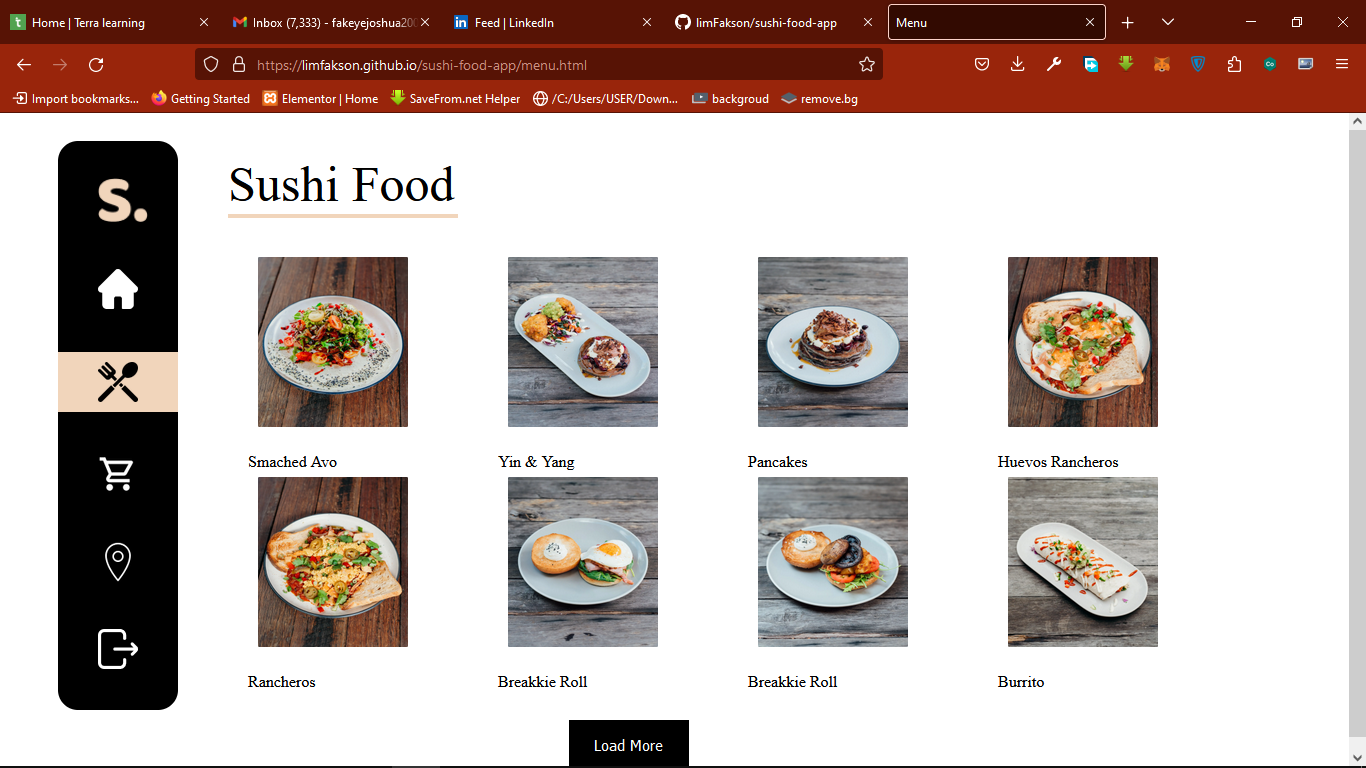 Home | Terra learning
Inbox (7,333) - fakeyejoshua200
Feed | LinkedIn
limFakson/sushi-food-app
Menu
https://limfakson.github.io/sushi-food-app/menu.html
Import bookmarks...
Getting Started
Elementor | Home
SaveFrom.net Helper
/C:/Users/USER/Down...
backgroud
remove.bg
S.
Sushi Food
Smached Avo
Yin & Yang
Pancakes
Huevos Rancheros
Rancheros
Breakkie Roll
Breakkie Roll
Burrito
Load More